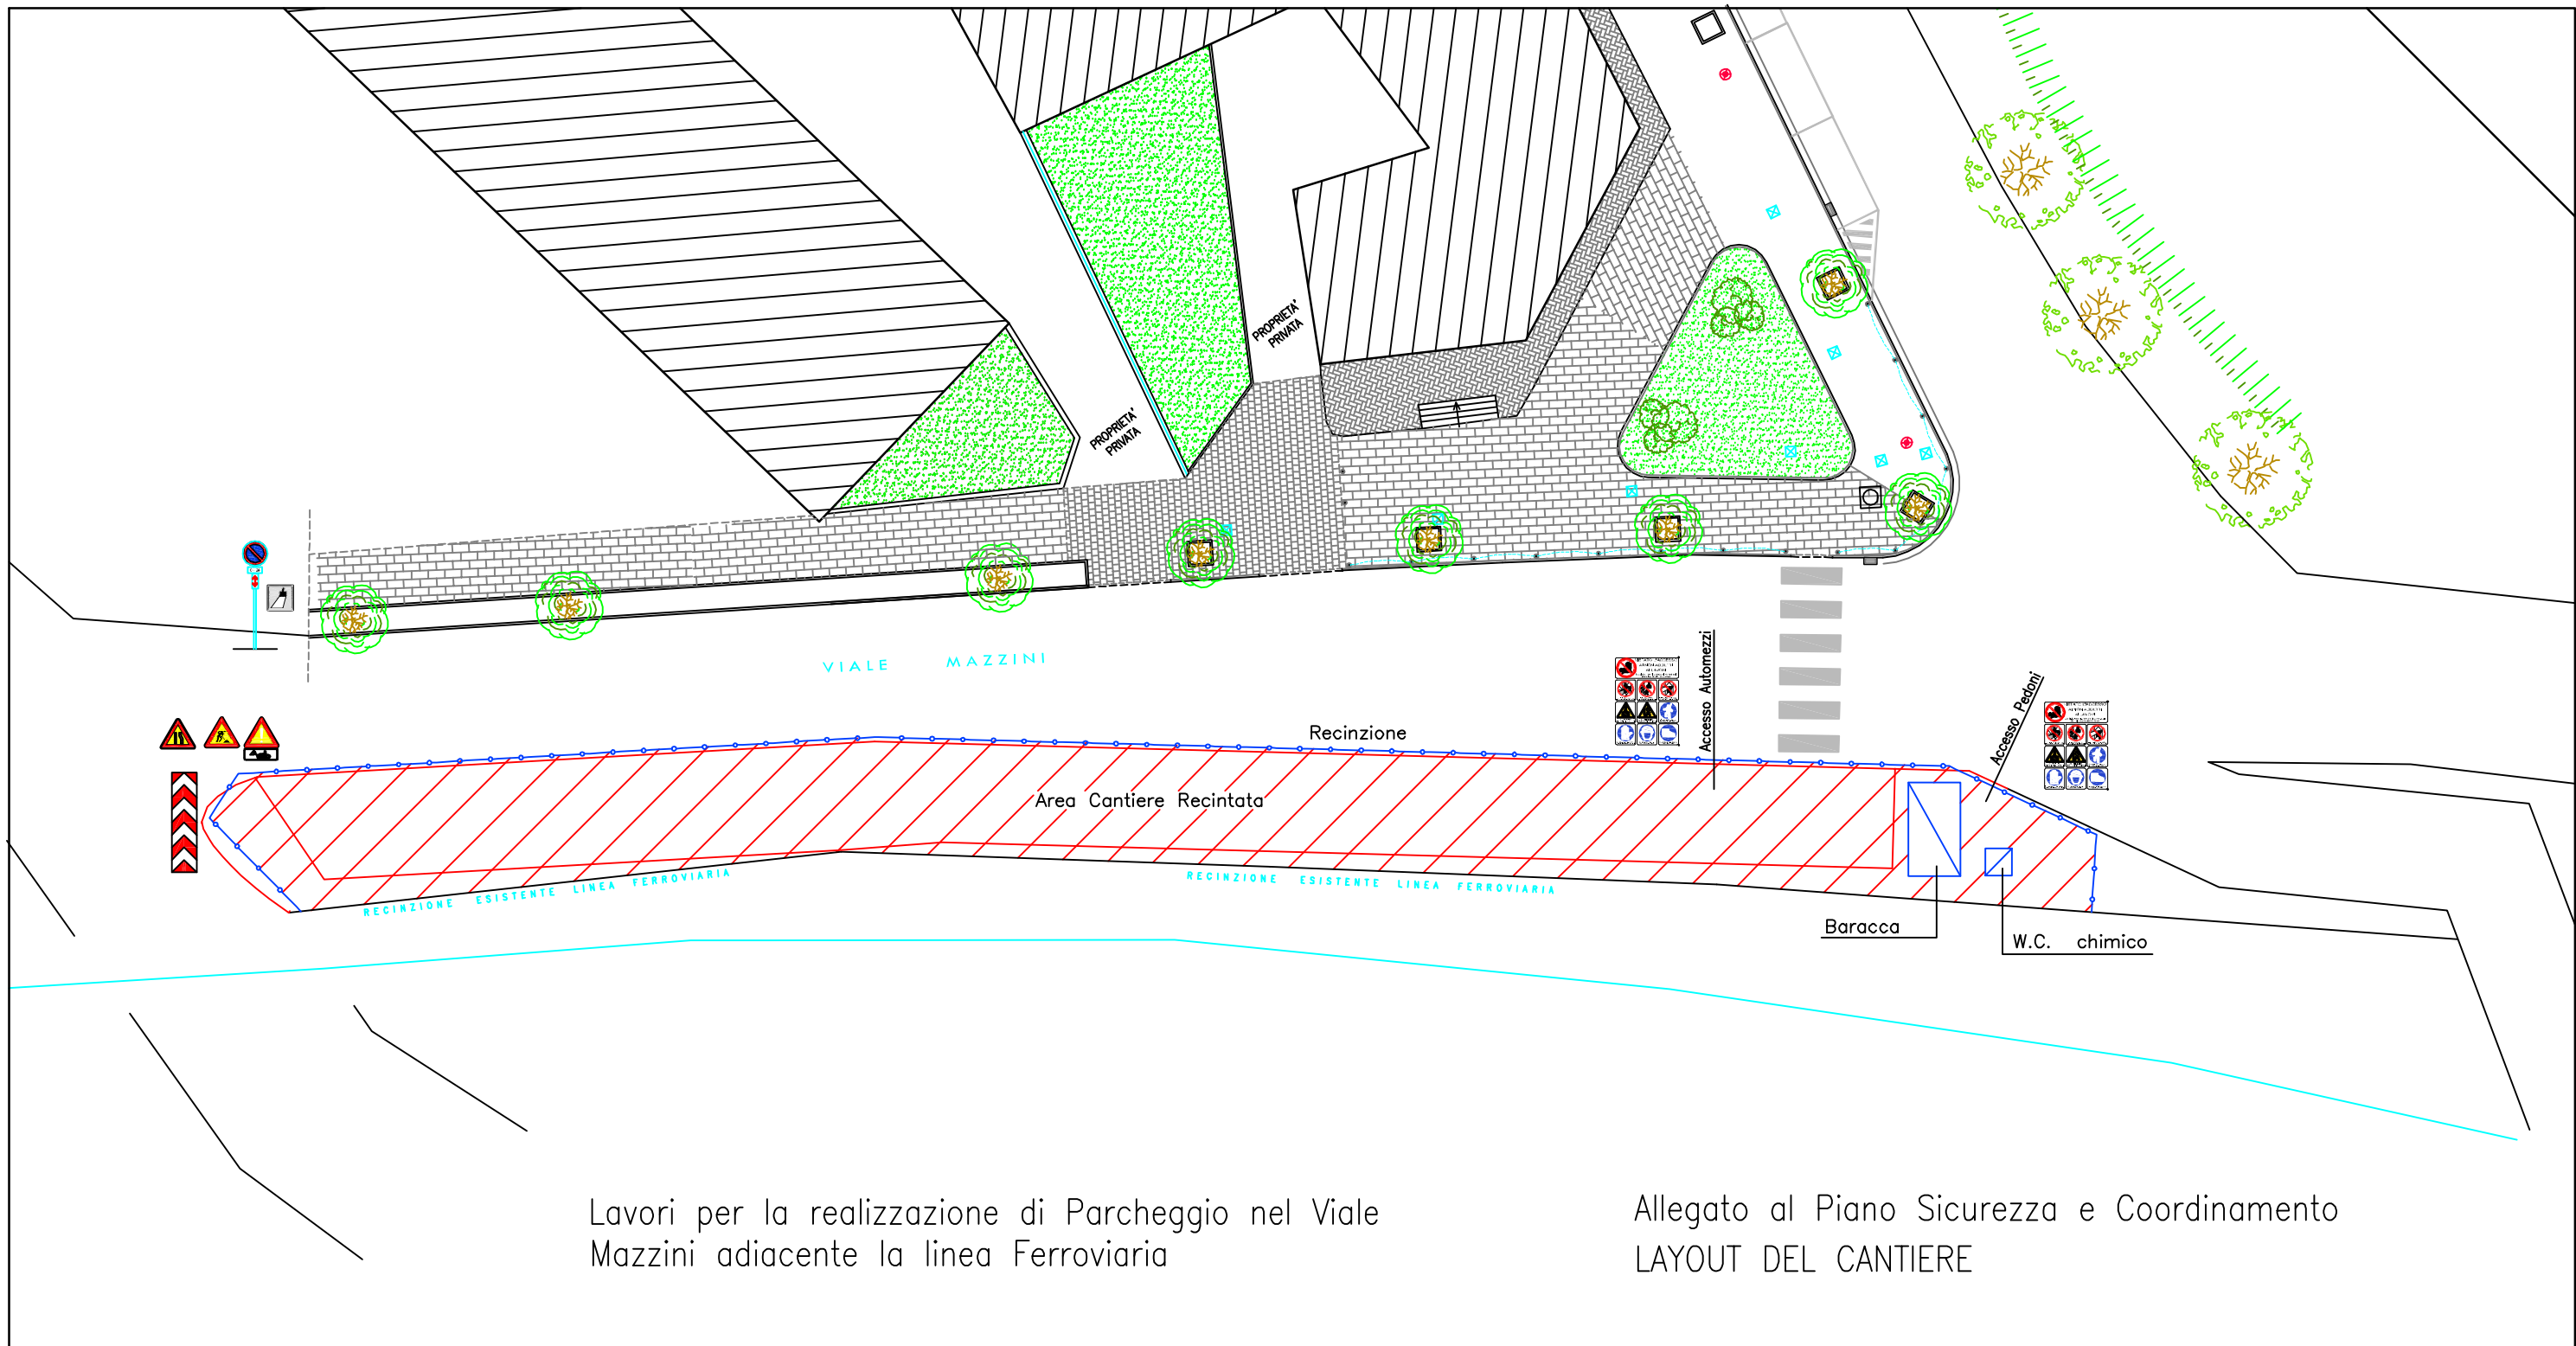 PROPRIETA'
PRIVATA
PROPRIETA'
PRIVATA
VIALE MAZZINI
Accesso Automezzi
Accesso Pedoni
Recinzione
Area Cantiere Recintata
RECINZIONE ESISTENTE LINEA FERROVIARIA
RECINZIONE ESISTENTE LINEA FERROVIARIA
Baracca
W.C. chimico
Lavori per la realizzazione di Parcheggio nel Viale
Mazzini adiacente la linea Ferroviaria
Allegato al Piano Sicurezza e Coordinamento
LAYOUT DEL CANTIERE